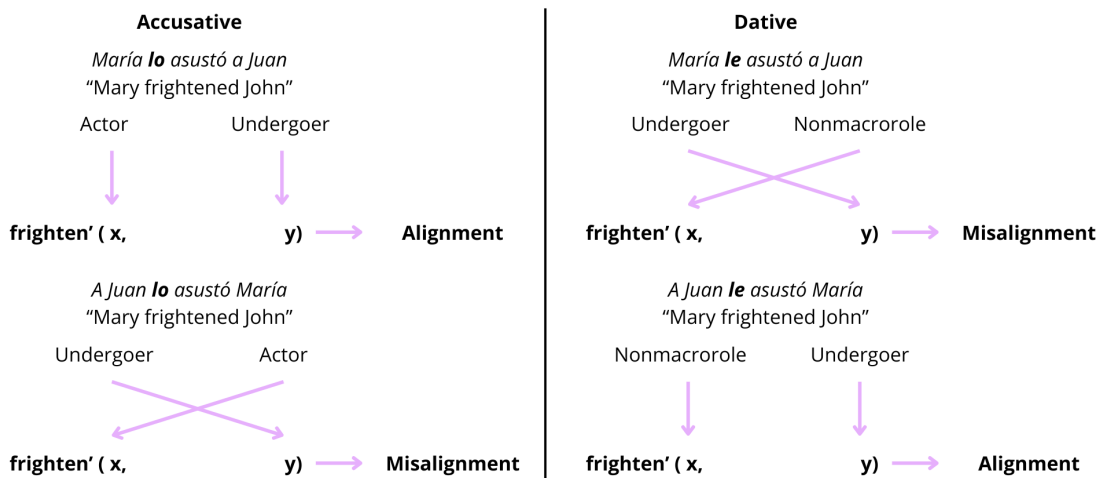 Accusative
María lo asustó a Juan
“Mary frightened John”
Actor Undergoer
frighten’ ( x, y) Alignment
A Juan lo asustó María
“Mary frightened John”
Undergoer Actor
frighten’ ( x, y) Misalignment
Dative
María le asustó a Juan
“Mary frightened John”
Undergoer Nonmacrorole
frighten’ ( x, y) Misalignment
A Juan le asustó María
“Mary frightened John”
Nonmacrorole Undergoer
frighten’ ( x, y) Alignment